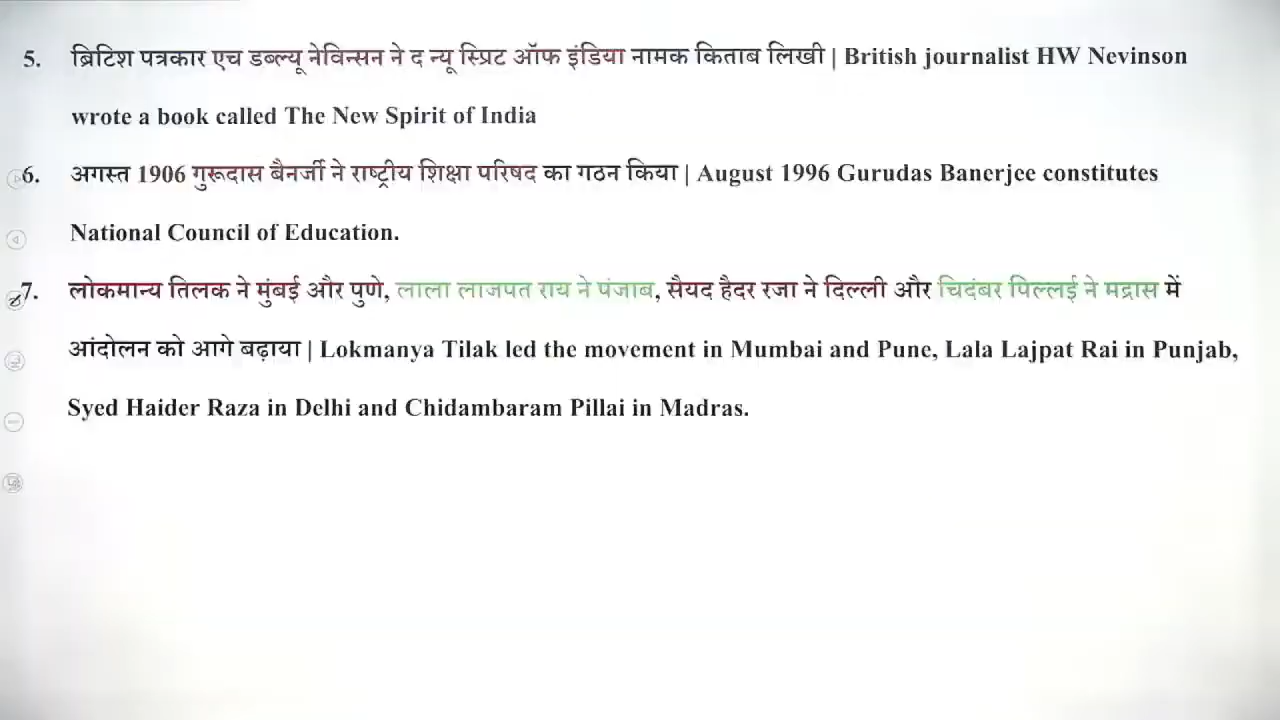 5. ब्रिटिश पत्रकार एच डब्ल्यू नेविन्सन ने द न्यू स्प्रिट ऑफ इंडिया नामक किताब लिखी | British journalist HW Nevinson
wrote a book called The New Spirit of India
6. अगस्त 1906 गुरूदास बैनर्जी ने राष्ट्रीय शिक्षा परिषद का गठन किया | August 1996 Gurudas Banerjee constitutes
National Council of Education.
7. लोकमान्य तिलक ने मुंबई और पुणे, लाला लाजपत राय ने पंजाब, सैयद हैदर रजा ने दिल्ली और चिदंबर पिल्लई ने मद्रास में
आंदोलन को आगे बढ़ाया | Lokmanya Tilak led the movement in Mumbai and Pune, Lala Lajpat Rai in Punjab,
Syed Haider Raza in Delhi and Chidambaram Pillai in Madras.